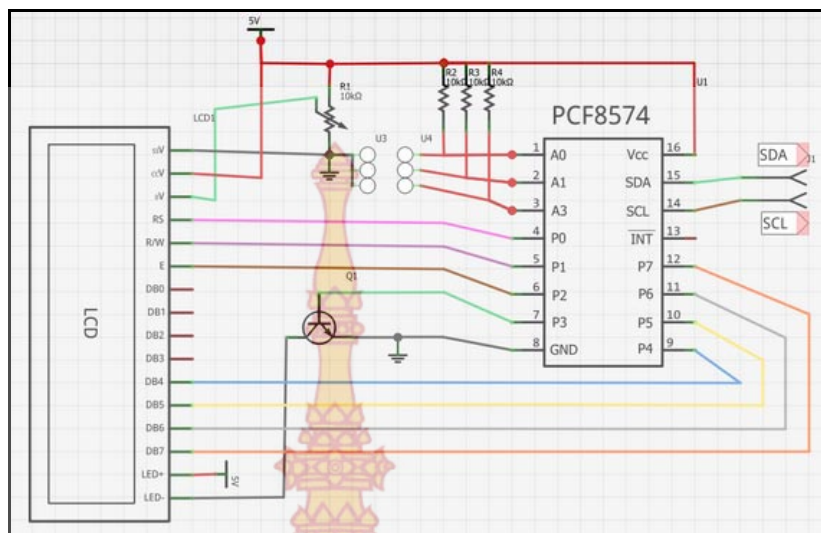 5V
R1
10kΩ
R2
10kΩ
R3
10kΩ
R4
10kΩ
U1
LCD1
U3
U4
PCF8574
1 A0
2 A1
3 A3
4 P0
5 P1
6 P2
7 P3
8 GND
Vcc 16
SDA 15
SCL 14
INT 13
P7 12
P6 11
P5 10
P4 9
SDA
J1
SCL
RS
R/W
E
DB0
DB1
DB2
DB3
DB4
DB5
DB6
DB7
LED+
LED-
LCD
Q1
5V